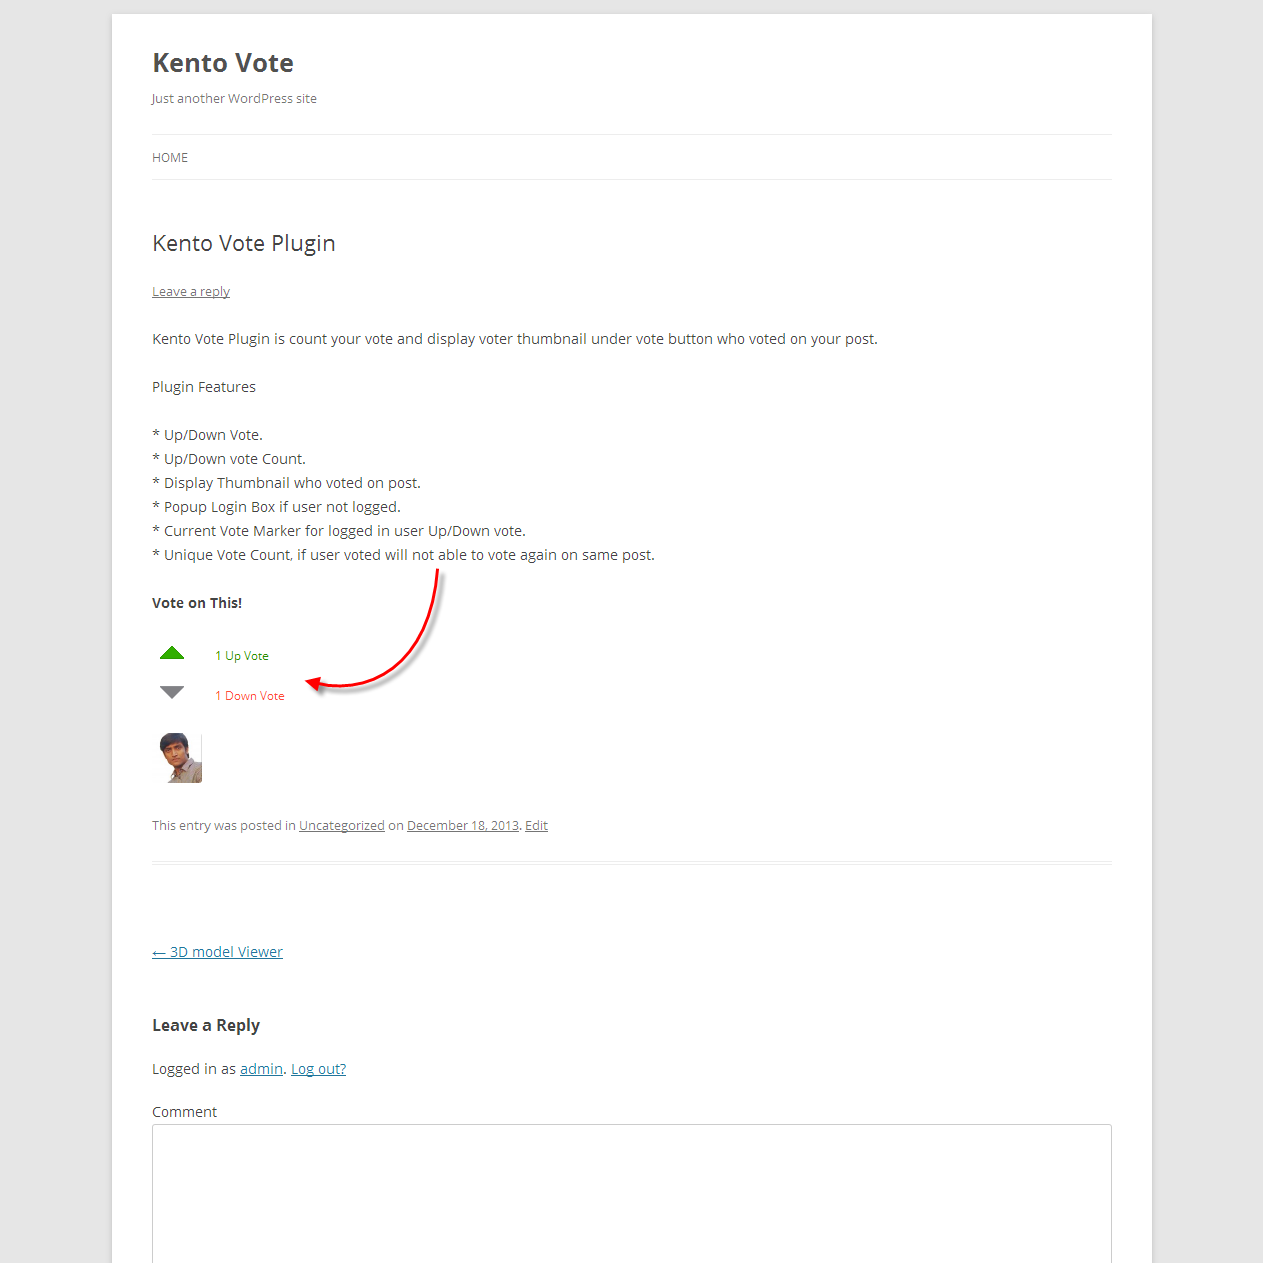 Kento Vote
Just another WordPress site
HOME
Kento Vote Plugin
Leave a reply
Kento Vote Plugin is count your vote and display voter thumbnail under vote button who voted on your post.
Plugin Features
* Up/Down Vote.
* Up/Down vote Count.
* Display Thumbnail who voted on post.
* Popup Login Box if user not logged.
* Current Vote Marker for logged in user Up/Down vote.
* Unique Vote Count, if user voted will not able to vote again on same post.
Vote on This!
1 Up Vote
1 Down Vote
This entry was posted in Uncategorized on December 18, 2013. Edit
← 3D model Viewer
Leave a Reply
Logged in as admin. Log out?
Comment